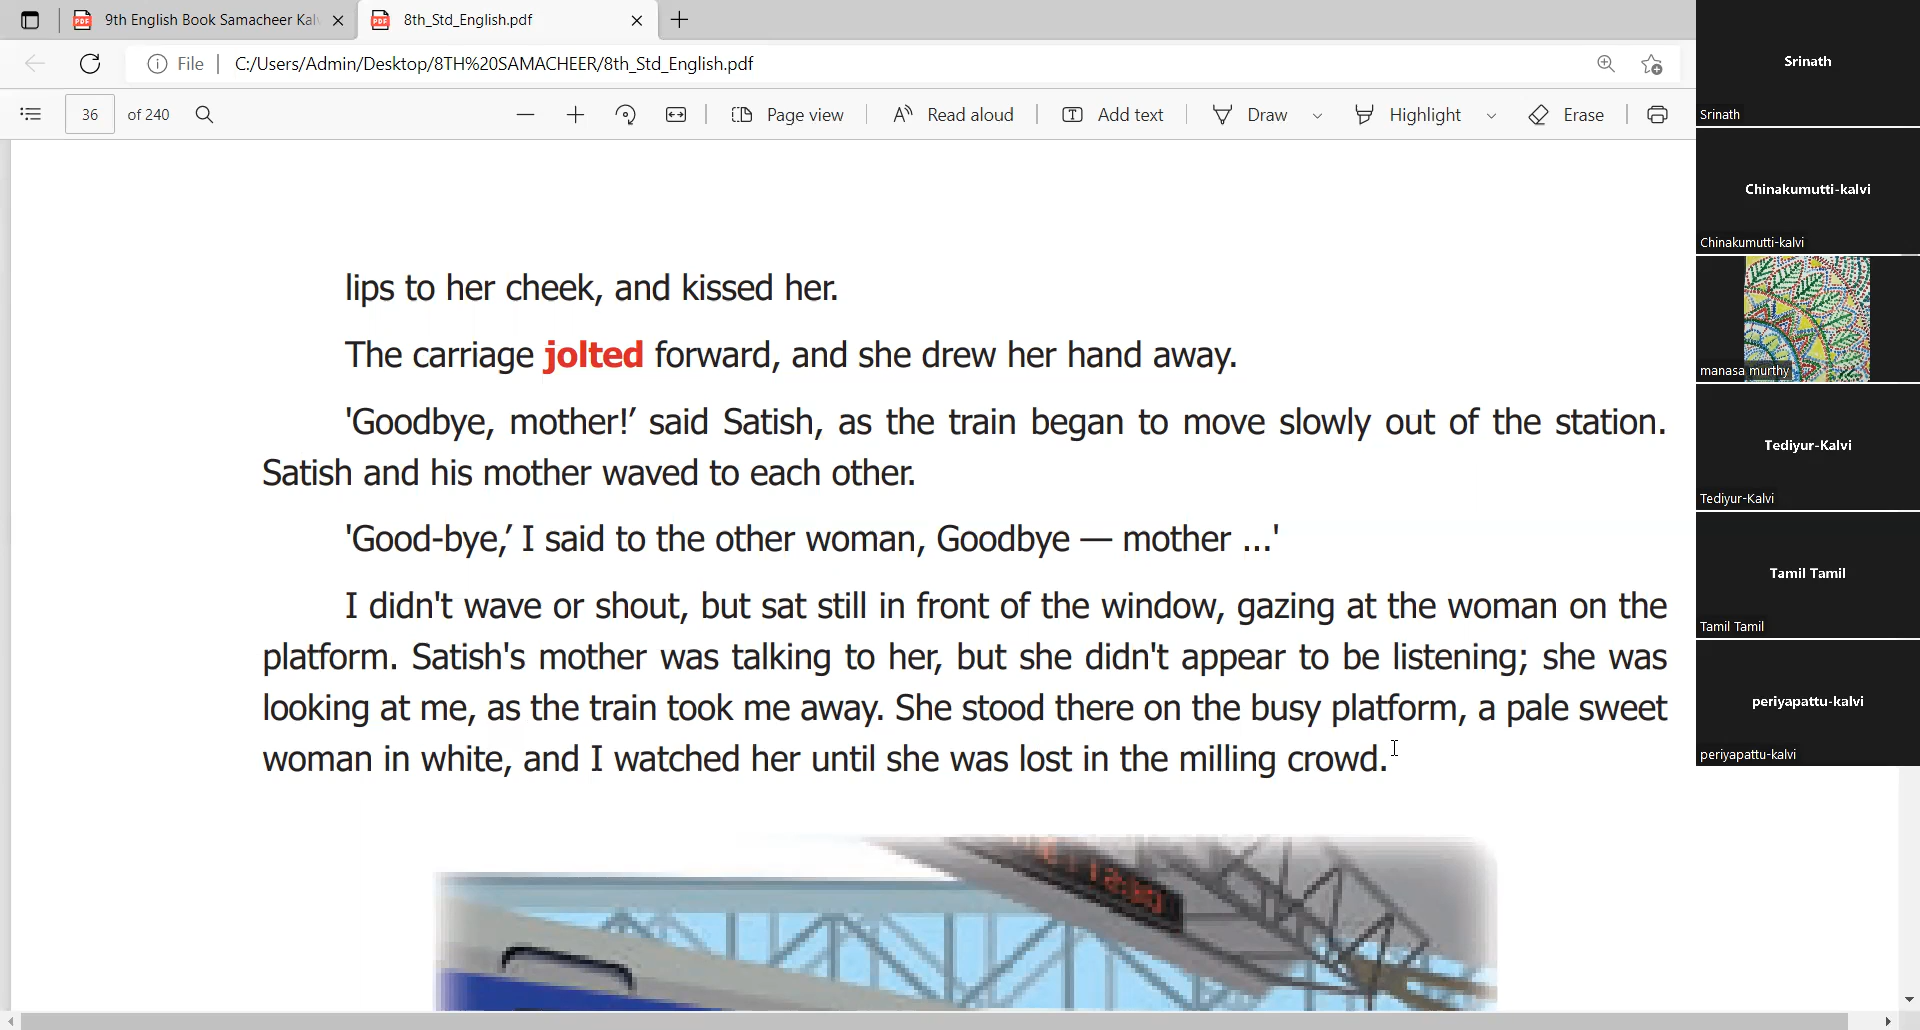 9th English Book Samacheer Kal
8th_Std_English.pdf
File
C:/Users/Admin/Desktop/8TH%20SAMACHEER/8th_Std_English.pdf
36 of 240
Page view
Read aloud
Add text
Draw
Highlight
Erase
lips to her cheek, and kissed her.
The carriage jolted forward, and she drew her hand away.
'Goodbye, mother!’ said Satish, as the train began to move slowly out of the station.
Satish and his mother waved to each other.
'Good-bye,’ I said to the other woman, Goodbye — mother ...'
I didn't wave or shout, but sat still in front of the window, gazing at the woman on the
platform. Satish's mother was talking to her, but she didn't appear to be listening; she was
looking at me, as the train took me away. She stood there on the busy platform, a pale sweet
woman in white, and I watched her until she was lost in the milling crowd.
Srinath
Srinath
Chinakumutti-kalvi
Chinakumutti-kalvi
manasa murthy
Tediyur-Kalvi
Tediyur-Kalvi
Tamil Tamil
Tamil Tamil
periyapattu-kalvi
periyapattu-kalvi